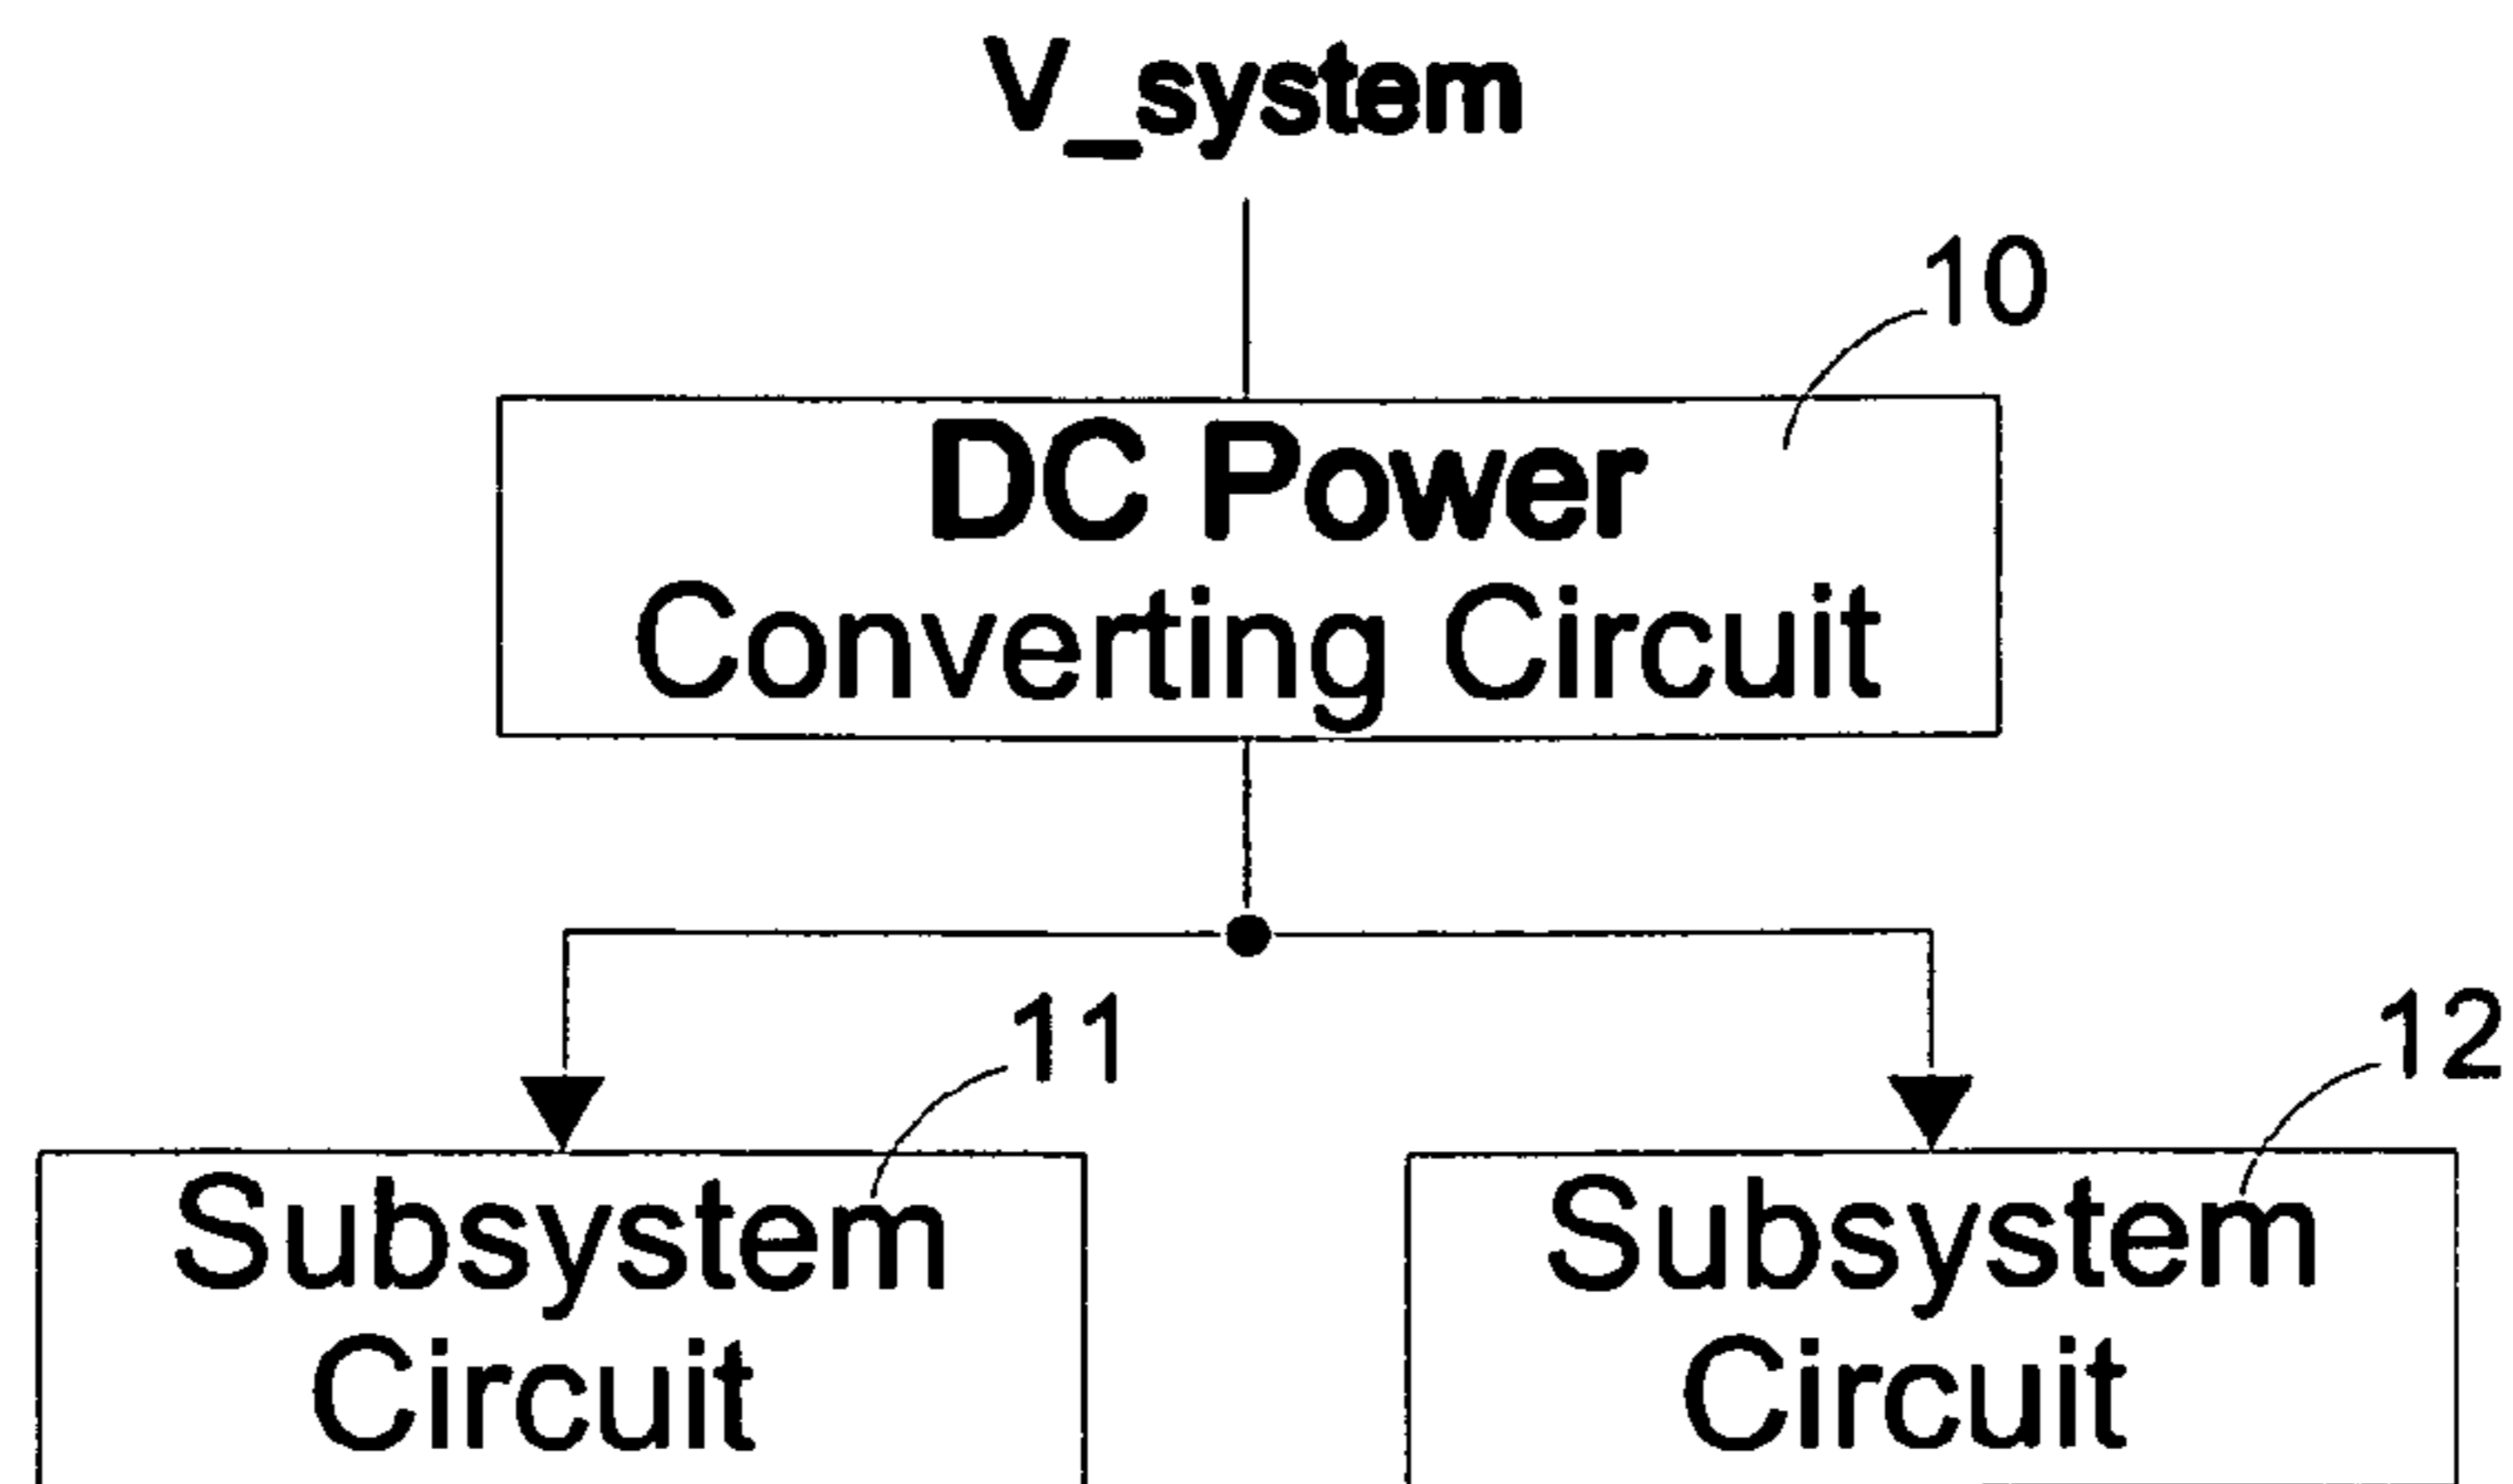 V_system
10
DC Power
Converting Circuit
11
12
Subsystem
Circuit
Subsystem
Circuit